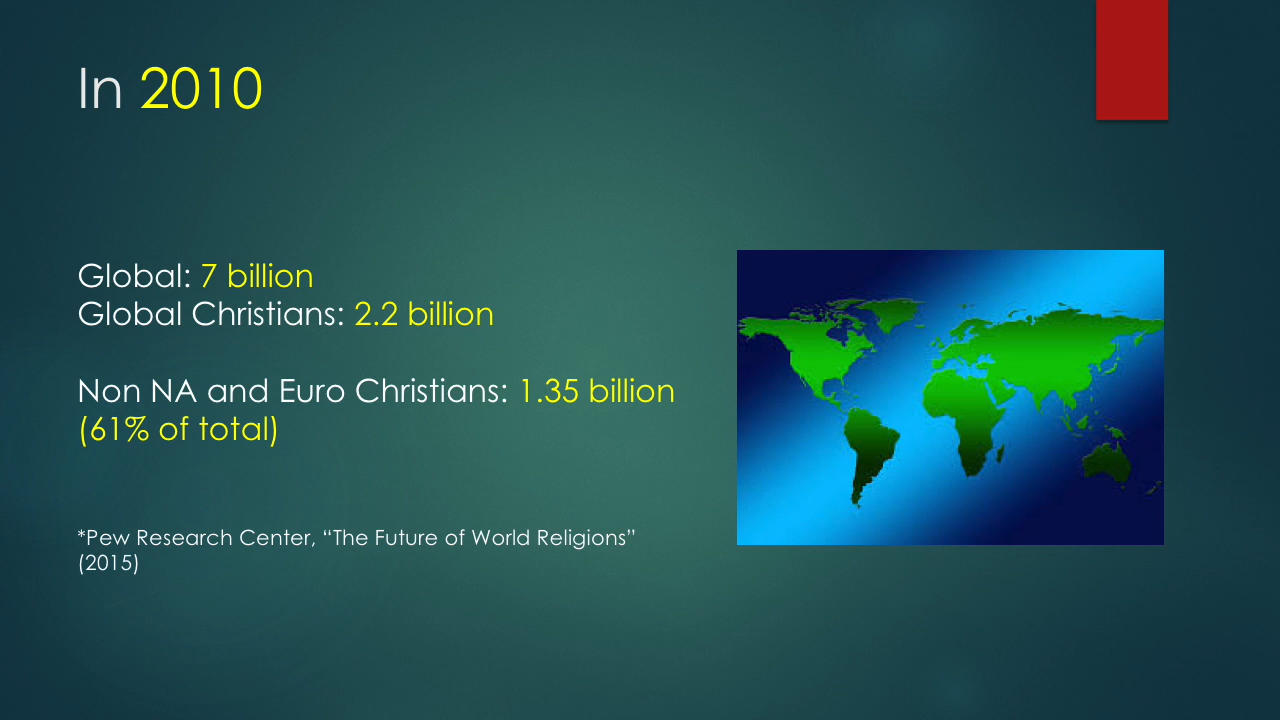 In 2010
Global: 7 billion
Global Christians: 2.2 billion
Non NA and Euro Christians: 1.35 billion
(61% of total)
*Pew Research Center, “The Future of World Religions”
(2015)